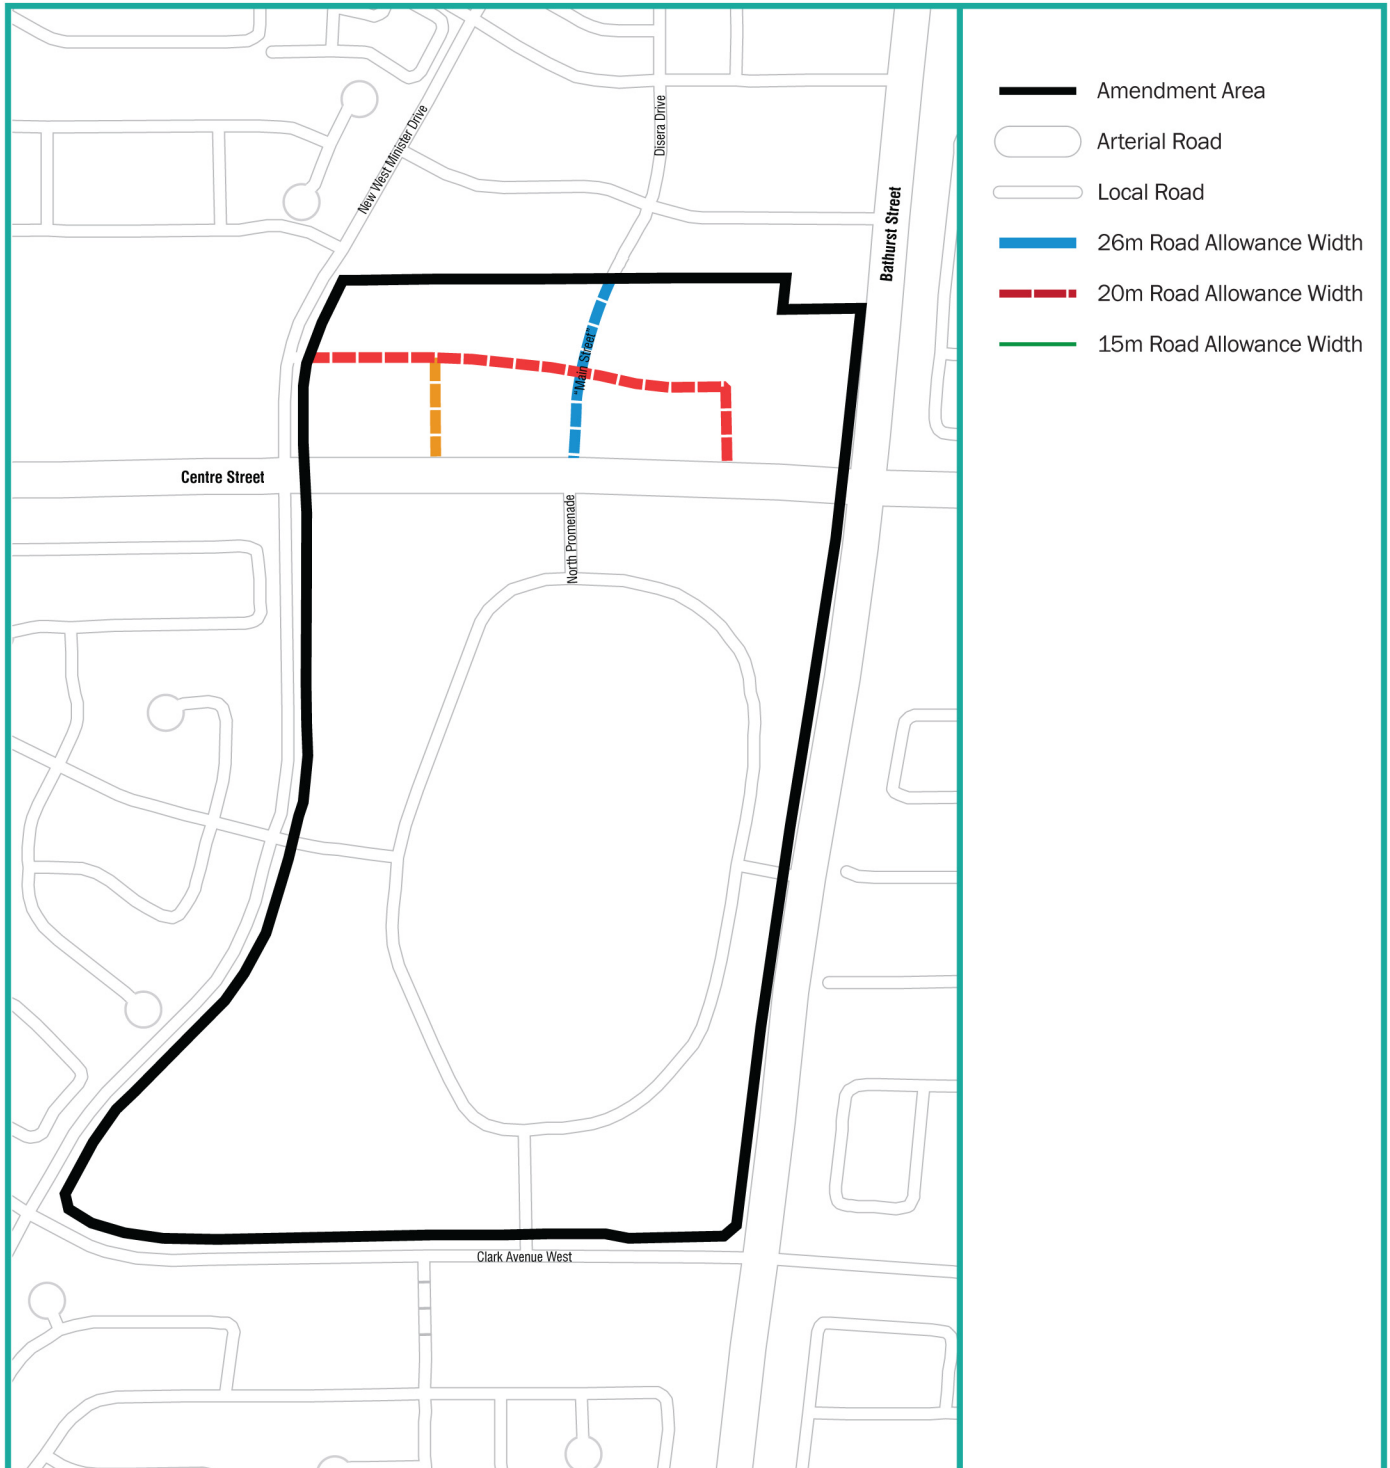 New West Minister Drive
Disera Drive
Bathurst Street
"Main Street"
Centre Street
North Promenade
Clark Avenue West
Amendment Area
Arterial Road
Local Road
26m Road Allowance Width
20m Road Allowance Width
15m Road Allowance Width